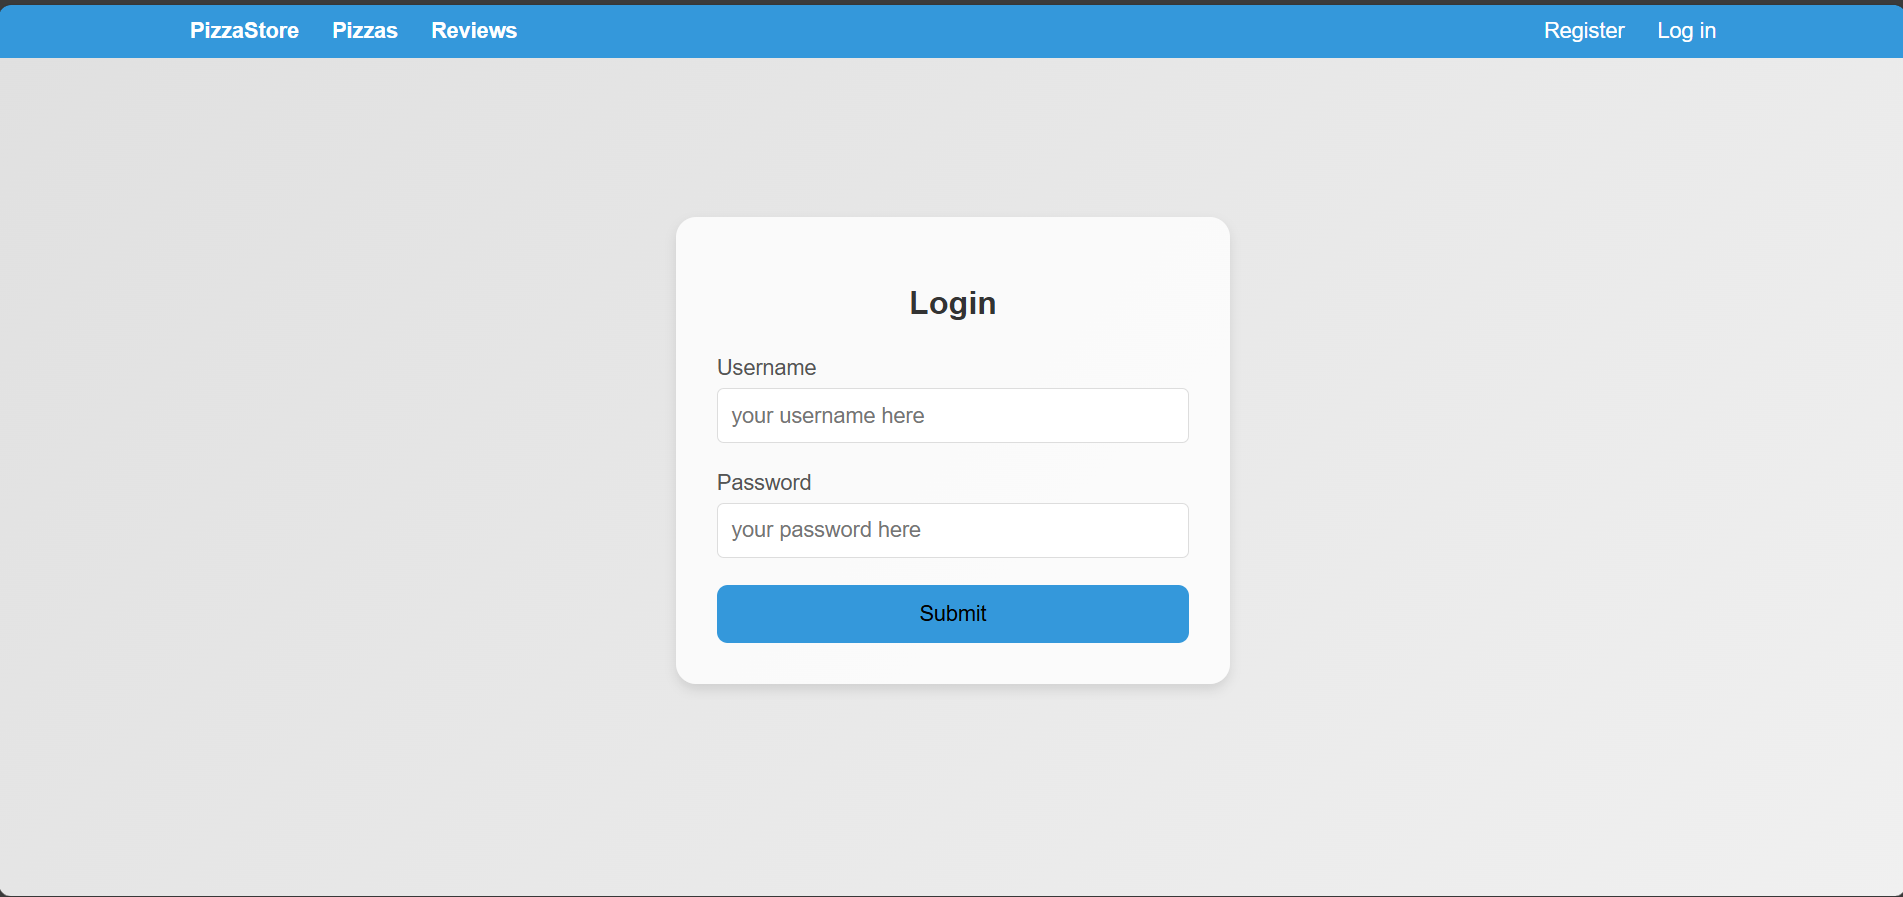 PizzaStore Pizzas Reviews Register Log in
Login
Username
your username here
Password
your password here
Submit